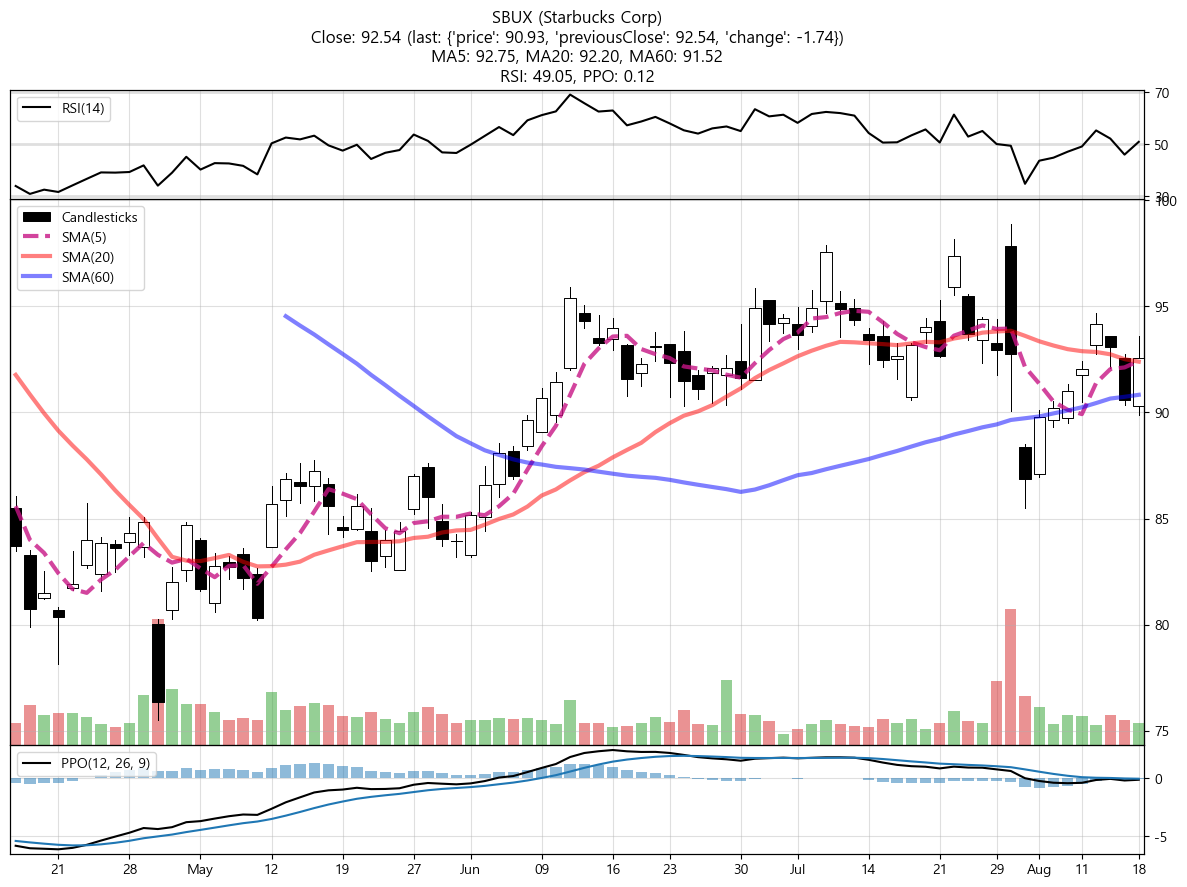 SBUX (Starbucks Corp)
Close: 92.54 (last: {'price': 90.93, 'previousClose': 92.54, 'change': -1.74})
MA5: 92.75, MA20: 92.20, MA60: 91.52
RSI: 49.05, PPO: 0.12
RSI(14)
70
50
30
100
Candlesticks
SMA(5)
SMA(20)
SMA(60)
95
90
85
80
75
PPO(12, 26, 9)
0
-5
21 28 May 12 19 27 Jun 09 16 23 30 Jul 14 21 29 Aug 11 18